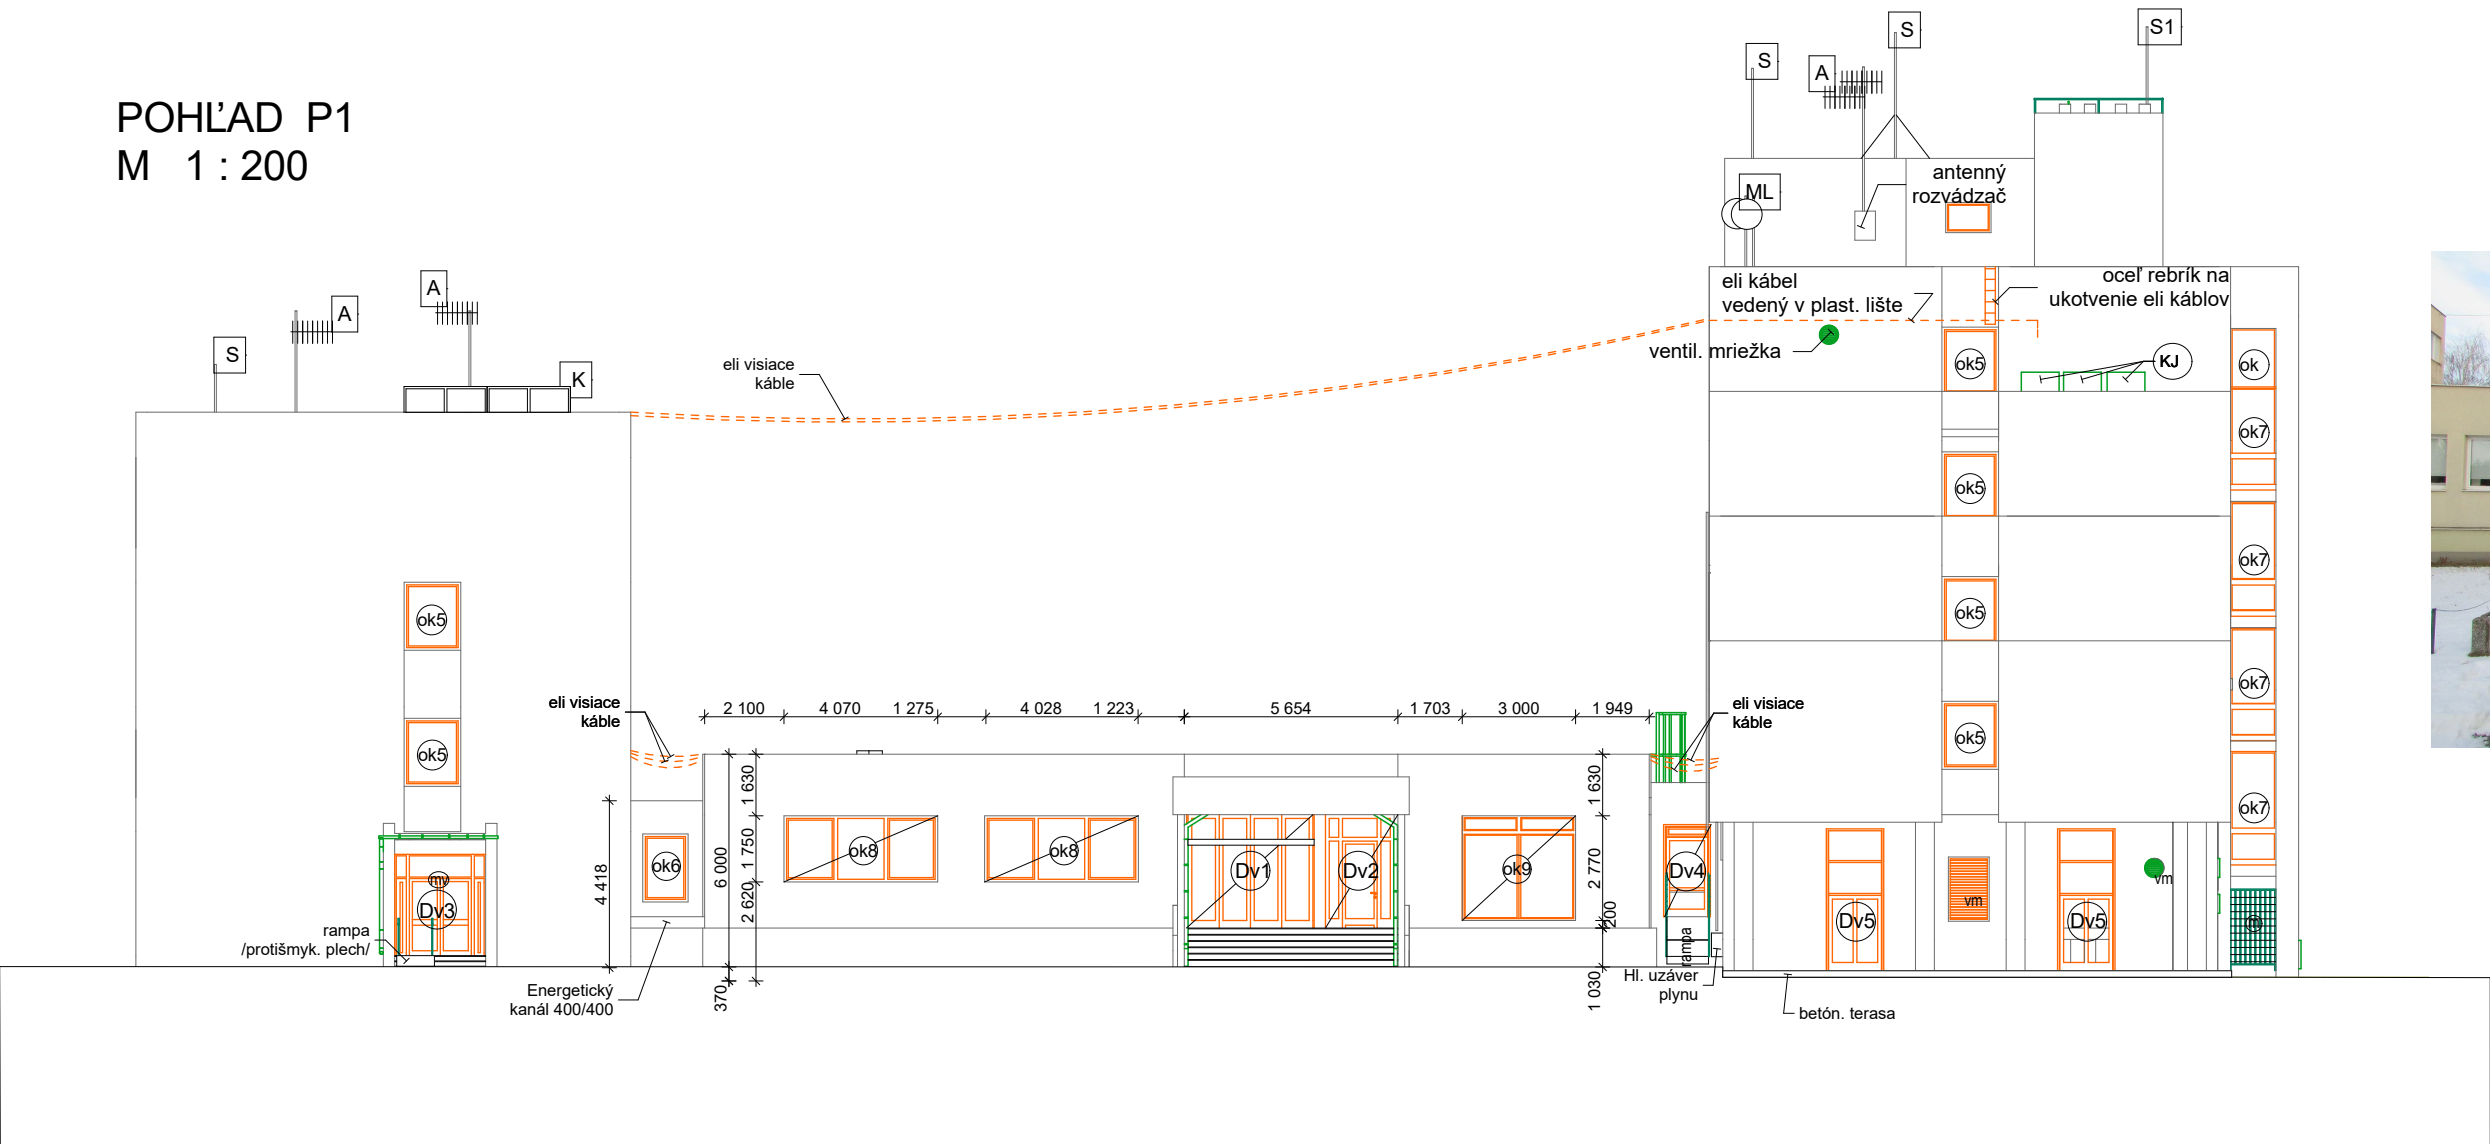 POHĽAD P1
M 1 : 200
S
A
A
K
S
A
S
S1
ML
antenný
rozvádzač
eli kábel
vedený v plast. lište
oceľ rebrík na
ukotvenie eli káblov
ventil. mriežka
KJ
eli visiace
káble
ok5
ok5
ok5
ok5
ok5
ok5
ok
ok7
ok7
ok7
ok7
eli visiace
káble
2 100
4 070
1 275
4 028
1 223
5 654
1 703
3 000
1 949
eli visiace
káble
4 418
6 000
1 630
1 750
2 620
370
1 630
2 770
200
1 030
ok6
ok8
ok8
Dv1
Dv2
ok9
Dv4
mv
Dv3
Dv5
vm
Dv5
vm
m
rampa
/protišmyk. plech/
Energetický
kanál 400/400
rampa
Hl. uzáver
plynu
betón. terasa